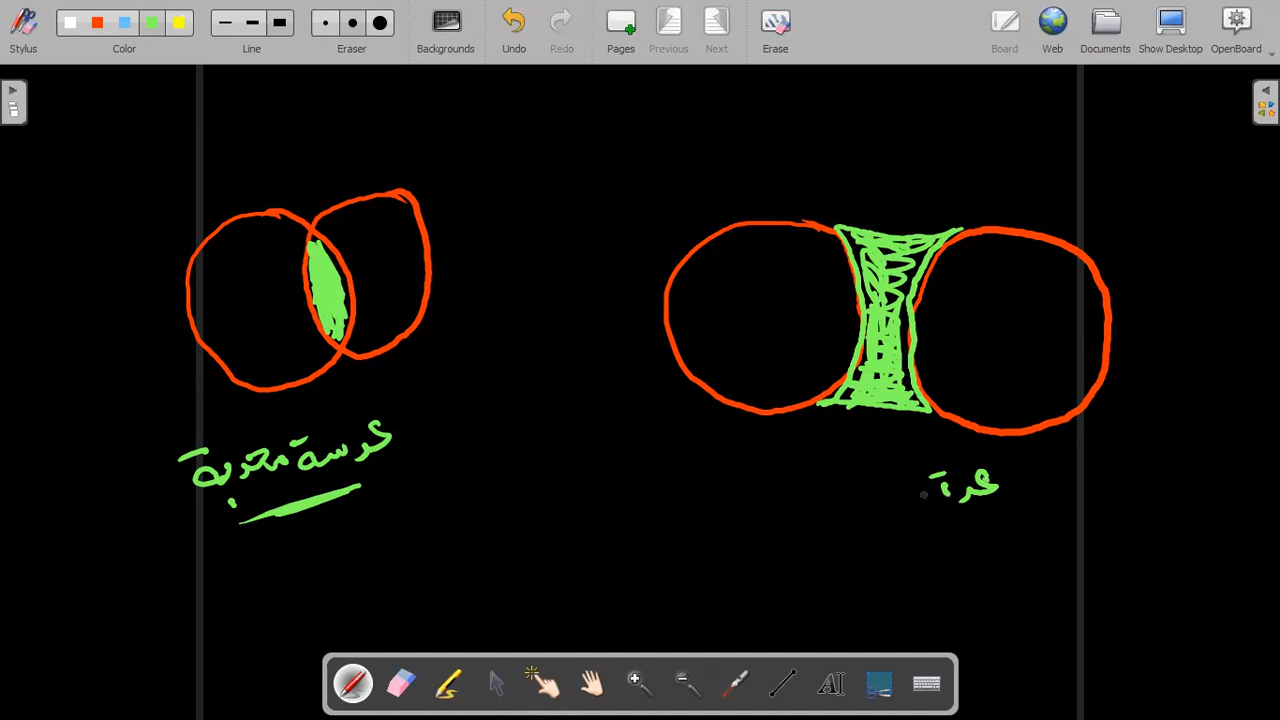 Stylus
Color
Line
Eraser
Backgrounds
Undo
Redo
Pages
Previous
Next
Erase
Board
Web
Documents
Show Desktop
OpenBoard
عدسة محدبة
AI